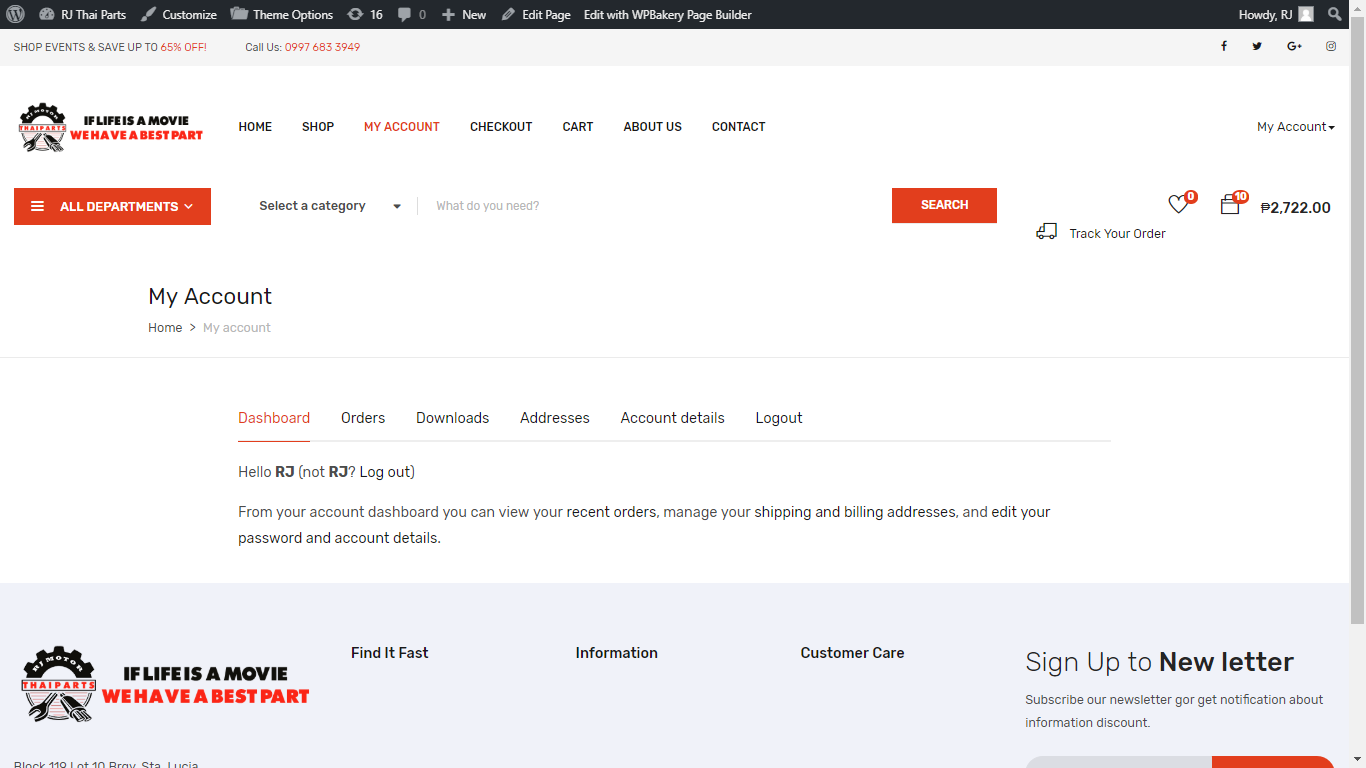 RJ Thai Parts Customize Theme Options 16 0 New Edit Page Edit with WPBakery Page Builder Howdy, RJ
SHOP EVENTS & SAVE UP TO 65% OFF! Call Us: 0997 683 3949
RJ MOTOR
THAIPARTS
IF LIFE IS A MOVIE
WE HAVE A BEST PART
HOME SHOP MY ACCOUNT CHECKOUT CART ABOUT US CONTACT My Account
ALL DEPARTMENTS Select a category What do you need? SEARCH 0 10 ₱2,722.00
Track Your Order
My Account
Home > My account
Dashboard Orders Downloads Addresses Account details Logout
Hello RJ (not RJ? Log out)
From your account dashboard you can view your recent orders, manage your shipping and billing addresses, and edit your
password and account details.
RJ MOTOR
THAIPARTS
IF LIFE IS A MOVIE
WE HAVE A BEST PART
Find It Fast Information Customer Care
Sign Up to New letter
Subscribe our newsletter gor get notification about
information discount.
Block 119 Lot 10 Brgy. Sta. Lucia